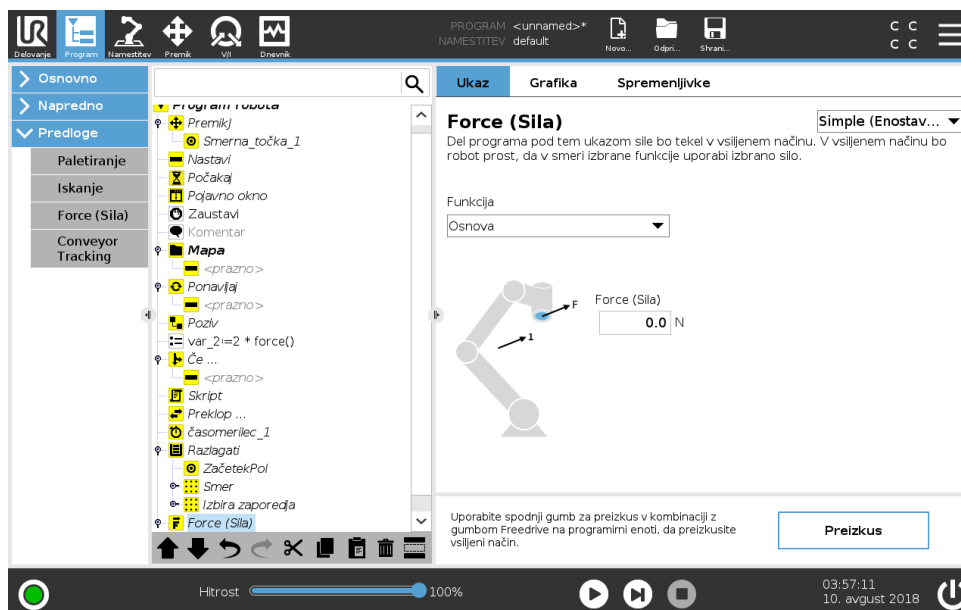 PROGRAM <unnamed>*
NAMESTITEV default
C C
C C
Delovanje
Program
Namestitev
Premik
V/I
Dnevnik
Novo...
Odpri...
Shrani...
Osnovno
Napredno
Predloge
Paletiranje
Iskanje
Force (Sila)
Conveyor
Tracking
Program robota
PremikJ
Smerna_točka_1
Nastavi
Počakaj
Pojavno okno
Zaustavi
Komentar
Mapa
<prazno>
Ponavljaj
<prazno>
Poziv
var_2:=2 * force()
Če ...
<prazno>
Skript
Preklop ...
časomerilec_1
Razlagati
ZačetekPol
Smer
Izbira zaporedja
Force (Sila)
Ukaz
Grafika
Spremenljivke
Force (Sila)
Simple (Enostav...
Del programa pod tem ukazom sile bo tekel v vsiljenem načinu. V vsiljenem načinu bo
robot prost, da v smeri izbrane funkcije uporabi izbrano silo.
Funkcija
Osnova
F
1
Force (Sila)
0.0 N
Uporabite spodnji gumb za preizkus v kombinaciji z
gumbom Freedrive na programirni enoti, da preizkusite
vsiljeni način.
Preizkus
Hitrost
100%
03:57:11
10. avgust 2018